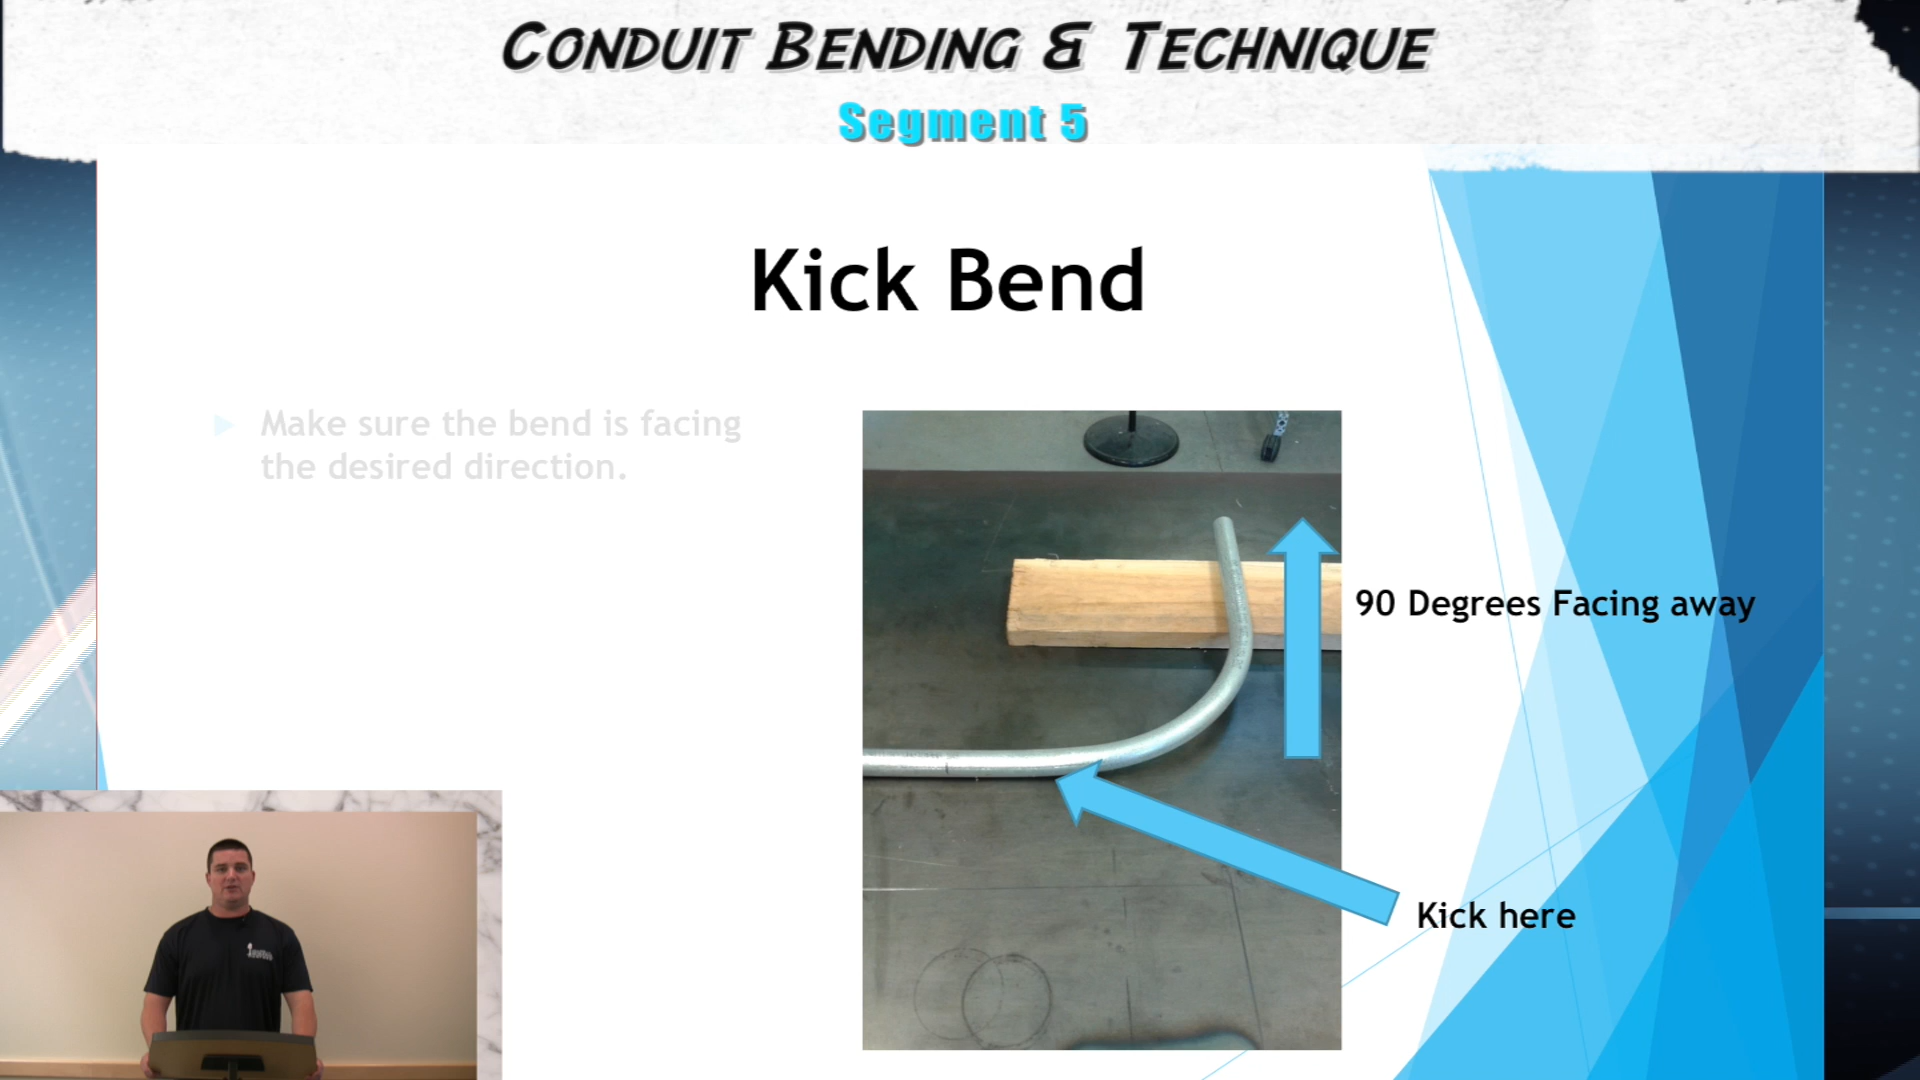 CONDUIT BENDING & TECHNIQUE
Segment 5
Kick Bend
Make sure the bend is facing
the desired direction.
90 Degrees Facing away
Kick here